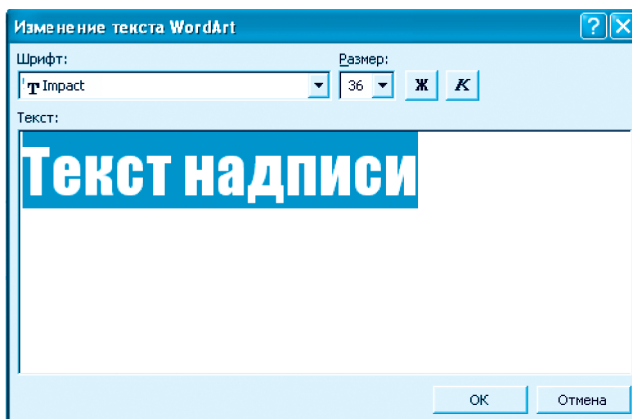 Изменение текста WordArt
Шрифт:
Размер:
Impact
36
Ж
К
Текст:
Текст надписи
ОК
Отмена